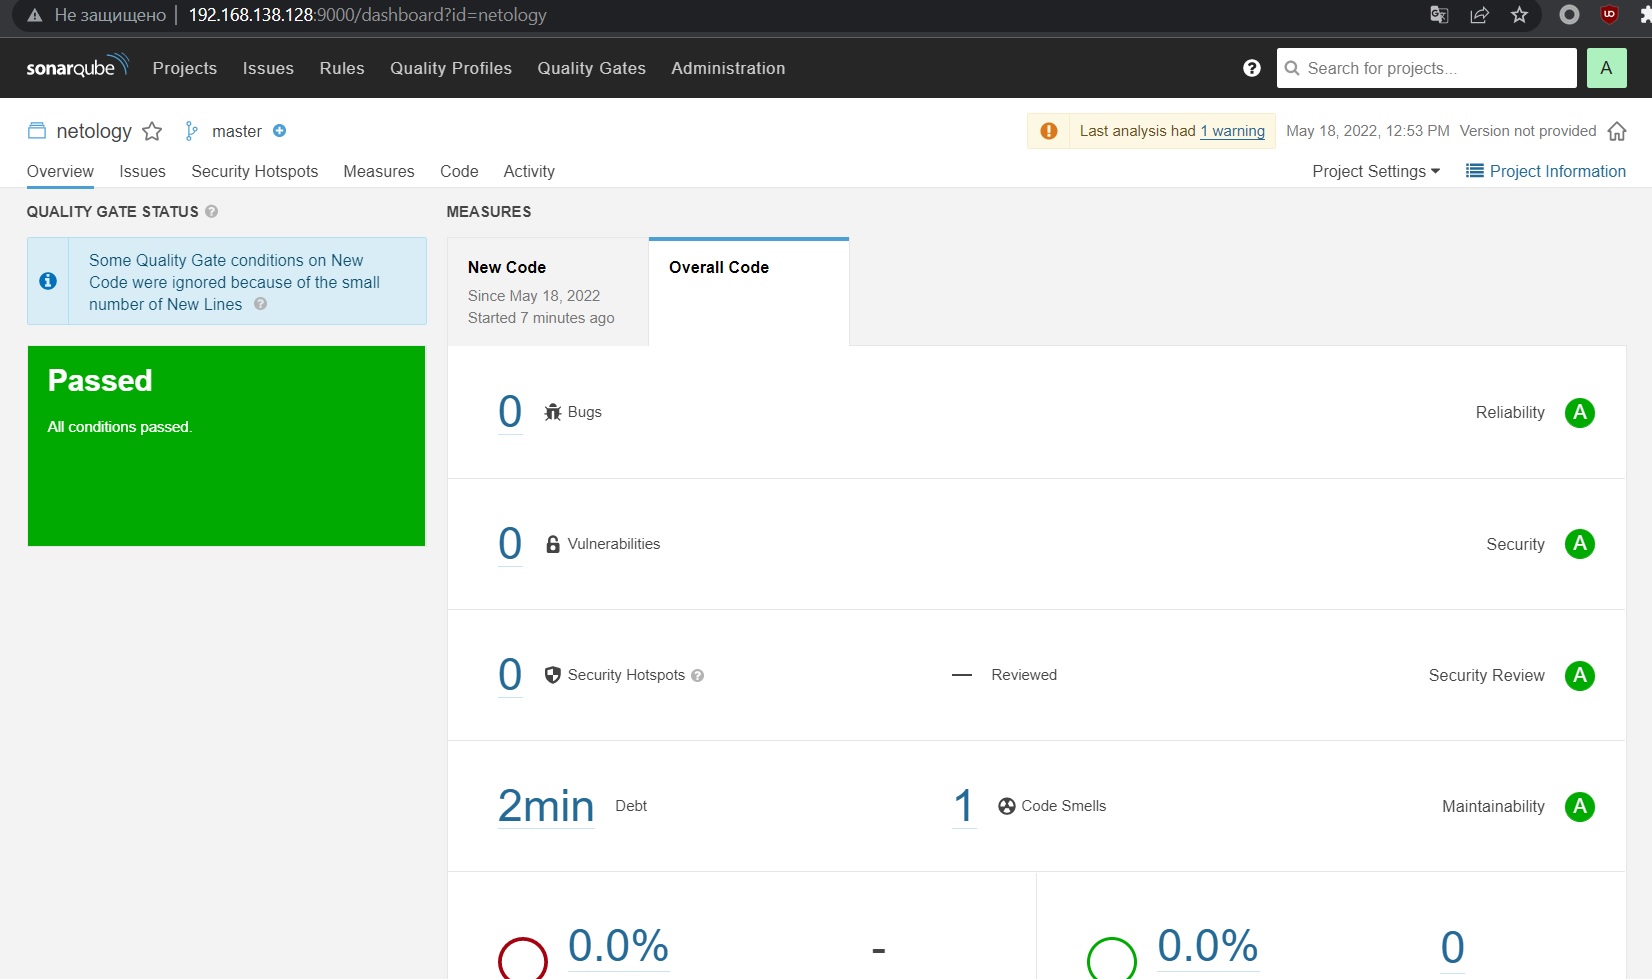 Не защищено 192.168.138.128:9000/dashboard?id=netology
sonarqube Projects Issues Rules Quality Profiles Quality Gates Administration Search for projects... A
netology master Last analysis had 1 warning May 18, 2022, 12:53 PM Version not provided
Overview Issues Security Hotspots Measures Code Activity Project Settings Project Information
QUALITY GATE STATUS
Some Quality Gate conditions on New
Code were ignored because of the small
number of New Lines
Passed
All conditions passed.
MEASURES
New Code
Since May 18, 2022
Started 7 minutes ago
Overall Code
0 Bugs Reliability A
0 Vulnerabilities Security A
0 Security Hotspots — Reviewed Security Review A
2min Debt 1 Code Smells Maintainability A
0.0% - 0.0% 0